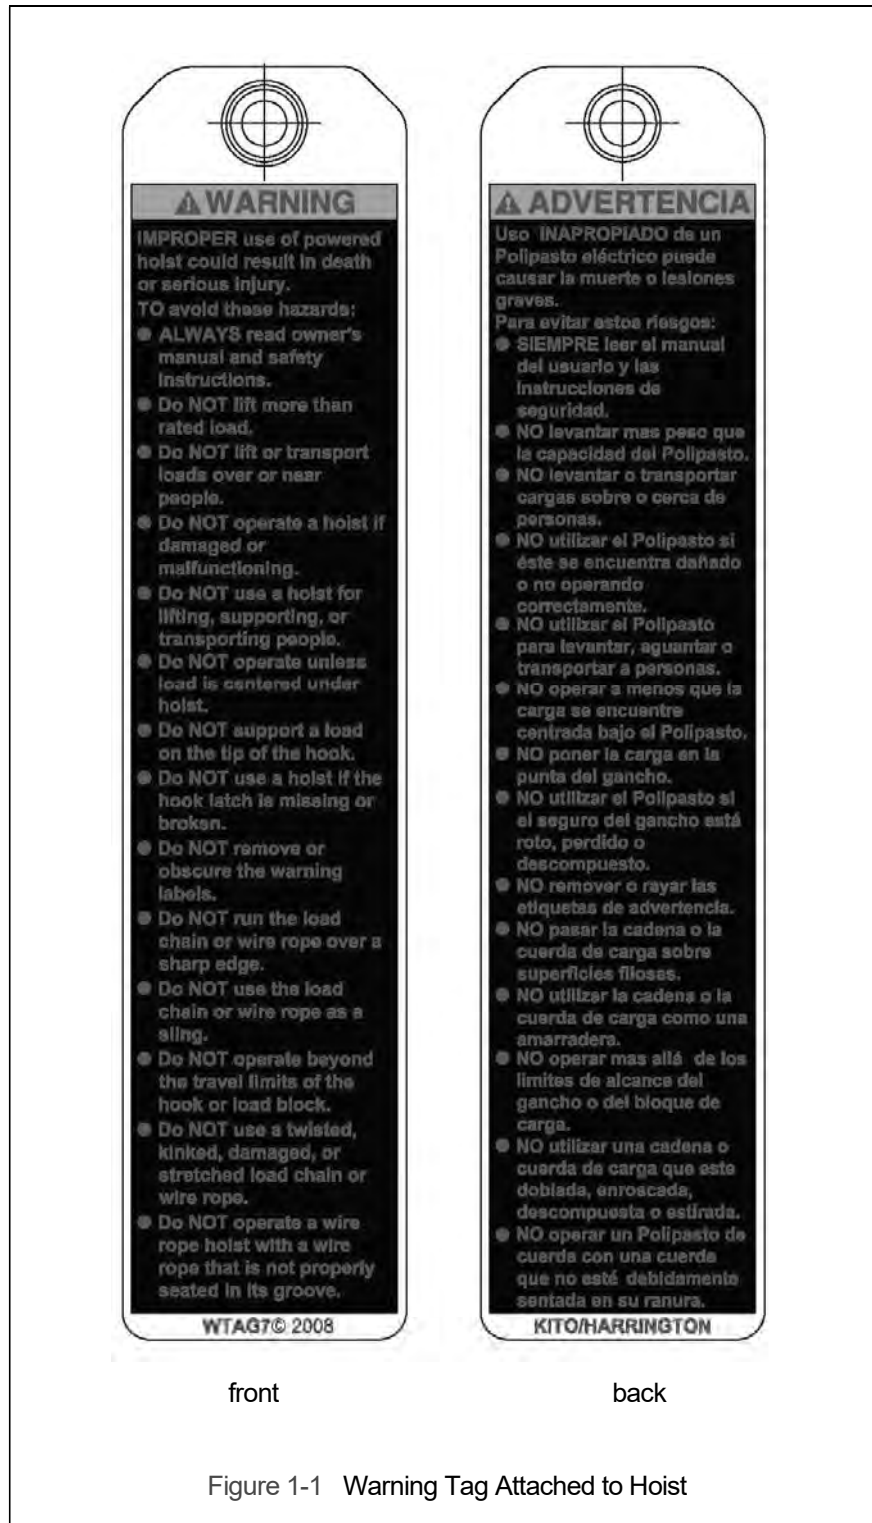 WARNING
IMPROPER use of powered
hoist could result in death
or serious injury.
TO avoid these hazards:
● ALWAYS read owner's
manual and safety
instructions.
● Do NOT lift more than
rated load.
● Do NOT lift or transport
loads over or near
people.
● Do NOT operate a hoist if
damaged or
malfunctioning.
● Do NOT use a hoist for
lifting, supporting, or
transporting people.
● Do NOT operate unless
load is centered under
hoist.
● Do NOT support a load
on the tip of the hook.
● Do NOT use a hoist if the
hook latch is missing or
broken.
● Do NOT remove or
obscure the warning
labels.
● Do NOT run the load
chain or wire rope over a
sharp edge.
● Do NOT use the load
chain or wire rope as a
sling.
● Do NOT operate beyond
the travel limits of the
hook or load block.
● Do NOT use a twisted,
kinked, damaged, or
stretched load chain or
wire rope.
● Do NOT operate a wire
rope hoist with a wire
rope that is not properly
seated in its groove.
WTAG7© 2008
front
ADVERTENCIA
Uso INAPROPIADO de un
Polipasto eléctrico puede
causar la muerte o lesiones
graves.
Para evitar estos riesgos:
● SIEMPRE leer el manual
del usuario y las
instrucciones de
seguridad.
● NO levantar mas peso que
la capacidad del Polipasto.
● NO levantar o transportar
cargas sobre o cerca de
personas.
● NO utilizar el Polipasto si
éste se encuentra dañado
o no operando
correctamente.
● NO utilizar el Polipasto
para levantar, aguantar o
transportar a personas.
● NO operar a menos que la
carga se encuentre
centrada bajo el Polipasto.
● NO poner la carga en la
punta del gancho.
● NO utilizar el Polipasto si
el seguro del gancho está
roto, perdido o
descompuesto.
● NO remover o rayar las
etiquetas de advertencia.
● NO pasar la cadena o la
cuerda de carga sobre
superficies filosas.
● NO utilizar la cadena o la
cuerda de carga como una
amarradera.
● NO operar mas allá de los
limites de alcance del
gancho o del bloque de
carga.
● NO utilizar una cadena o
cuerda de carga que este
doblada, enroscada,
descompuesta o estirada.
● NO operar un Polipasto de
cuerda con una cuerda
que no esté debidamente
sentada en su ranura.
KITO/HARRINGTON
back
Figure 1-1 Warning Tag Attached to Hoist